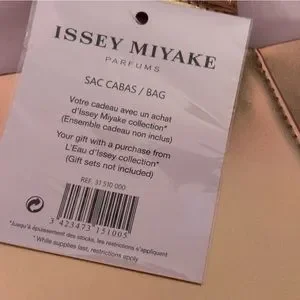 ISSEY MIYAKE
PARFUMS
SAC CABAS / BAG
Votre cadeau avec un achat
d'Issey Miyake collection*
(Ensemble cadeau non inclus)
Your gift with a purchase from
L'Eau d'Issey collection*
(Gift sets not included)
REF. 31 510 000
3 423473 151005
*Jusqu'à épuisement des stocks, les restrictions s'appliquent
*While supplies last, restrictions apply